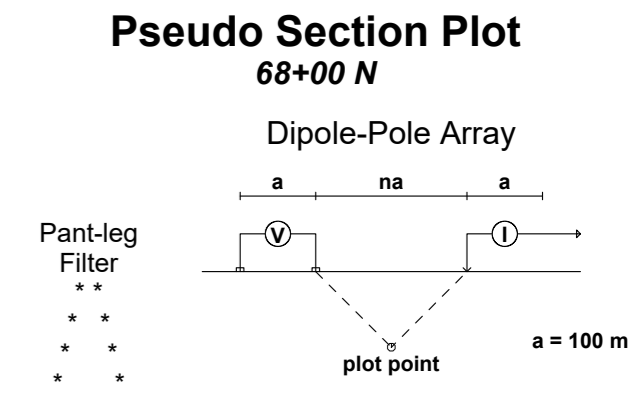 Pseudo Section Plot
68+00 N
Dipole-Pole Array
a na a
V I
Pant-leg
Filter
* *
* *
* *
* *
a = 100 m
plot point